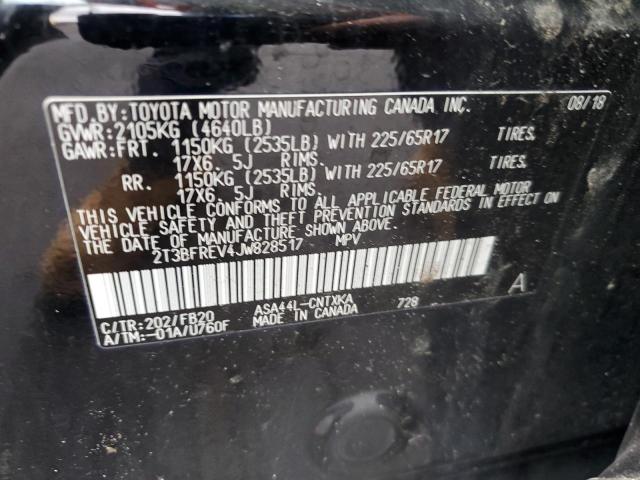 MFD.BY:TOYOTA MOTOR MANUFACTURING CANADA INC. 08/18
GVWR:2105KG (4640LB)
GAWR:FRT. 1150KG (2535LB) WITH 225/65R17 TIRES.
17X6. 5J RIMS.
RR. 1150KG (2535LB) WITH 225/65R17 TIRES.
17X6. 5J RIMS.
THIS VEHICLE CONFORMS TO ALL APPLICABLE FEDERAL MOTOR
VEHICLE SAFETY AND THEFT PREVENTION STANDARDS IN EFFECT ON
THE DATE OF MANUFACTURE SHOWN ABOVE.
2T3BFREV4JW828517 MPV
A
C/TR:202/FB20 ASA44L-CNTXKA 728
A/TM:-01A/U760F MADE IN CANADA